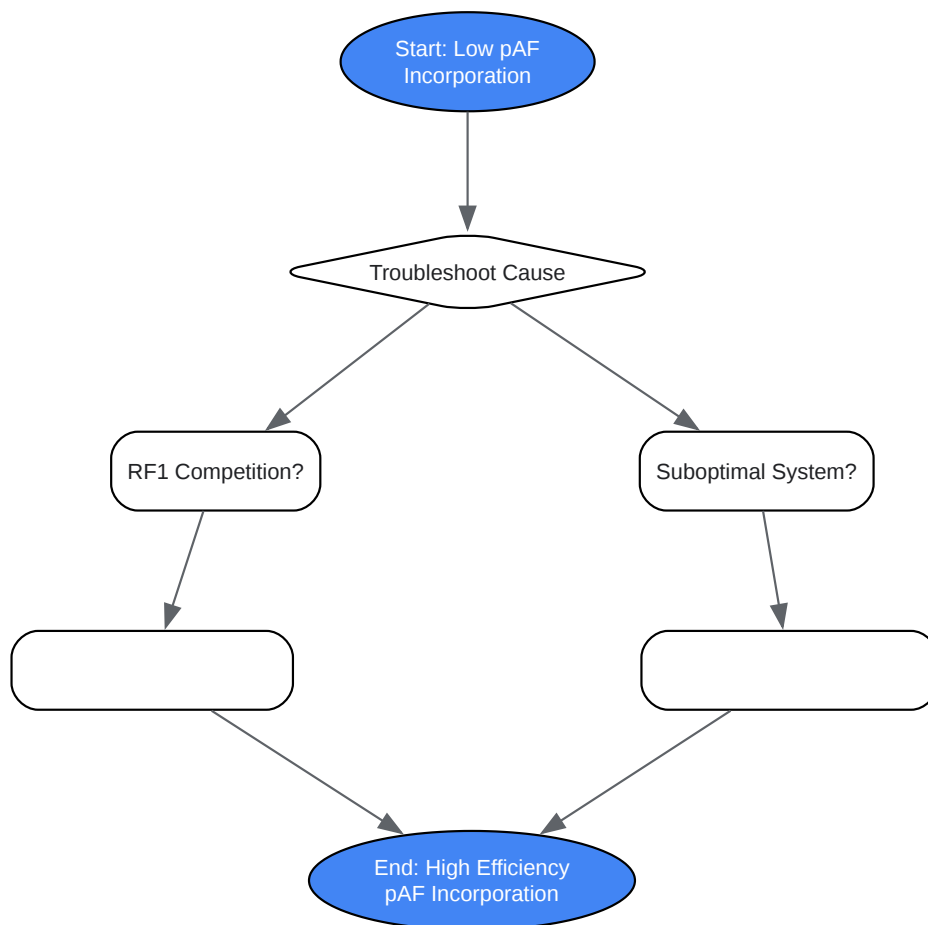 Start: Low pAF
Incorporation
Troubleshoot Cause
RF1 Competition?
Suboptimal System?
End: High Efficiency
pAF Incorporation